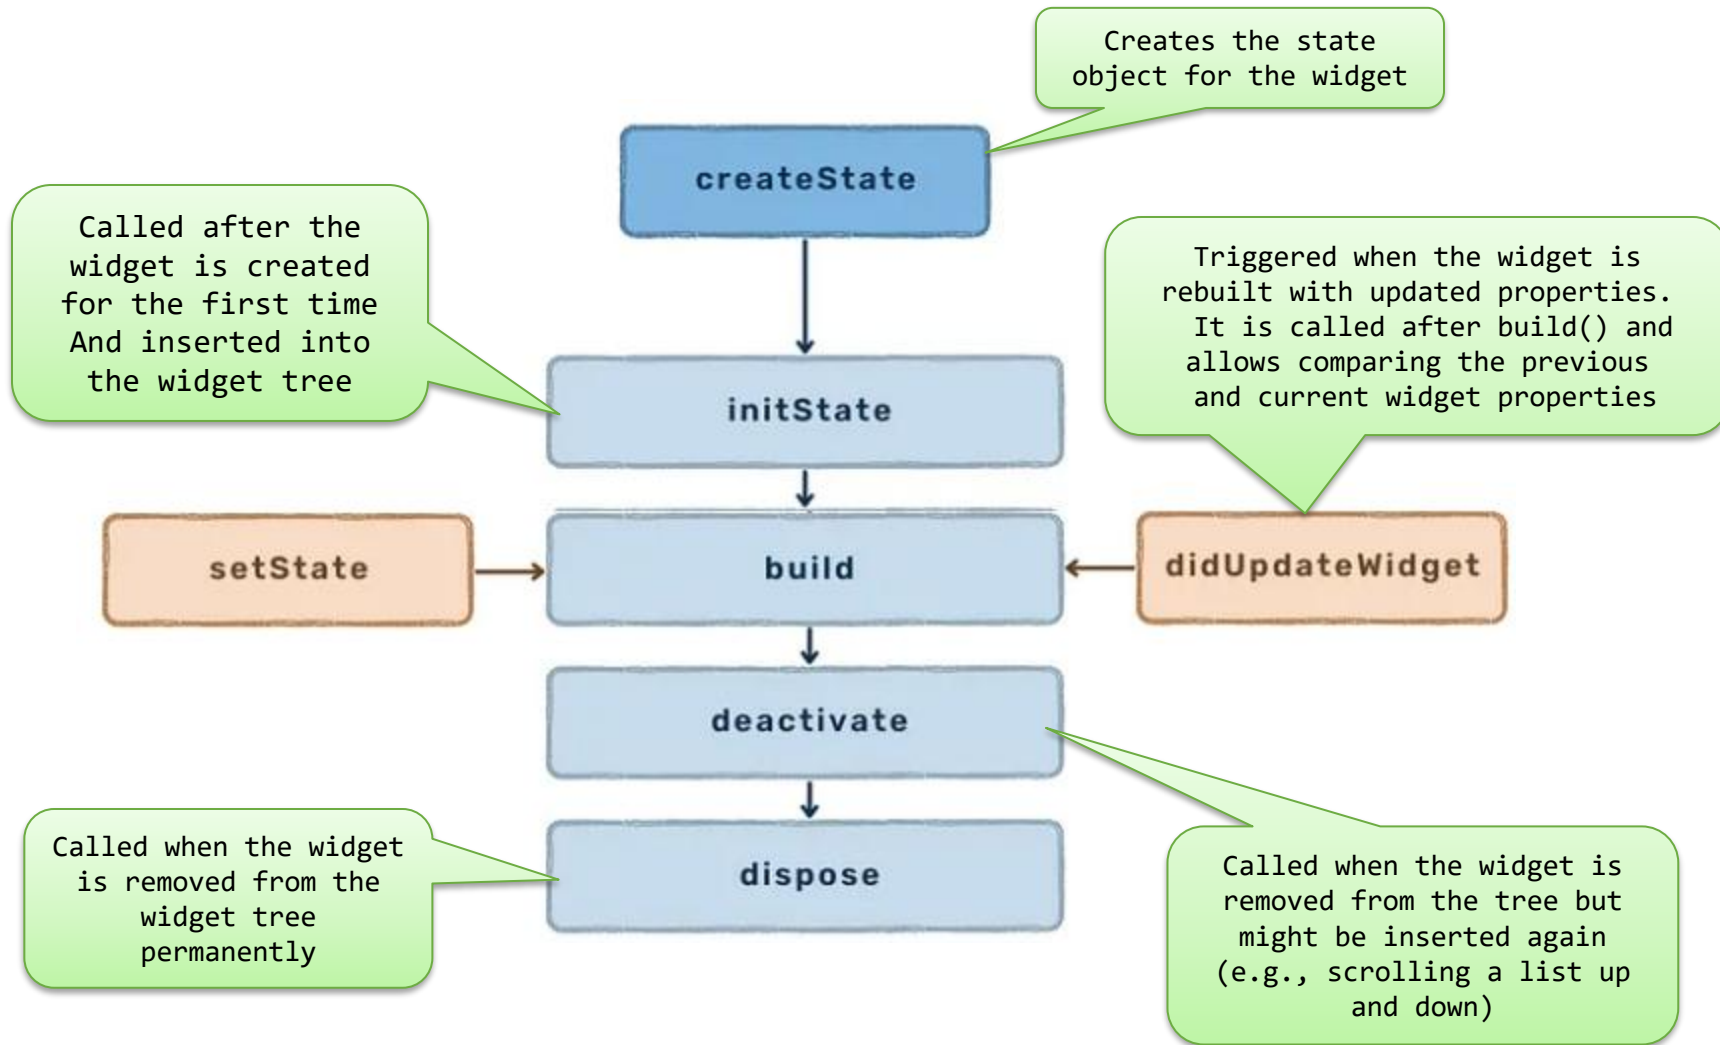 Creates the state
object for the widget
createState
Called after the
widget is created
for the first time
And inserted into
the widget tree
Triggered when the widget is
rebuilt with updated properties.
It is called after build() and
allows comparing the previous
and current widget properties
initState
setState
build
didUpdateWidget
deactivate
Called when the widget
is removed from the
widget tree
permanently
dispose
Called when the widget is
removed from the tree but
might be inserted again
(e.g., scrolling a list up
and down)